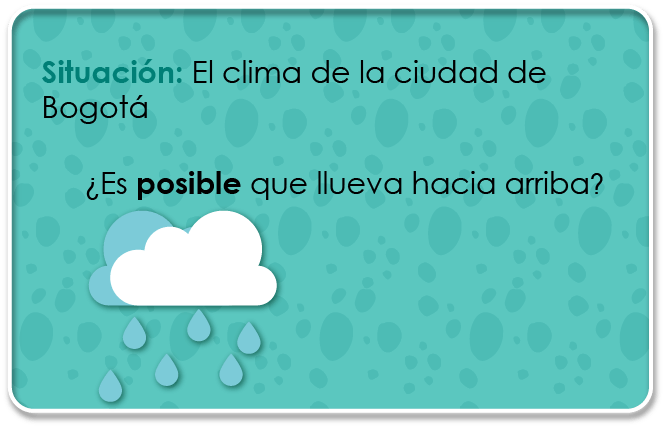 Situación: El clima de la ciudad de
Bogotá
¿Es posible que llueva hacia arriba?